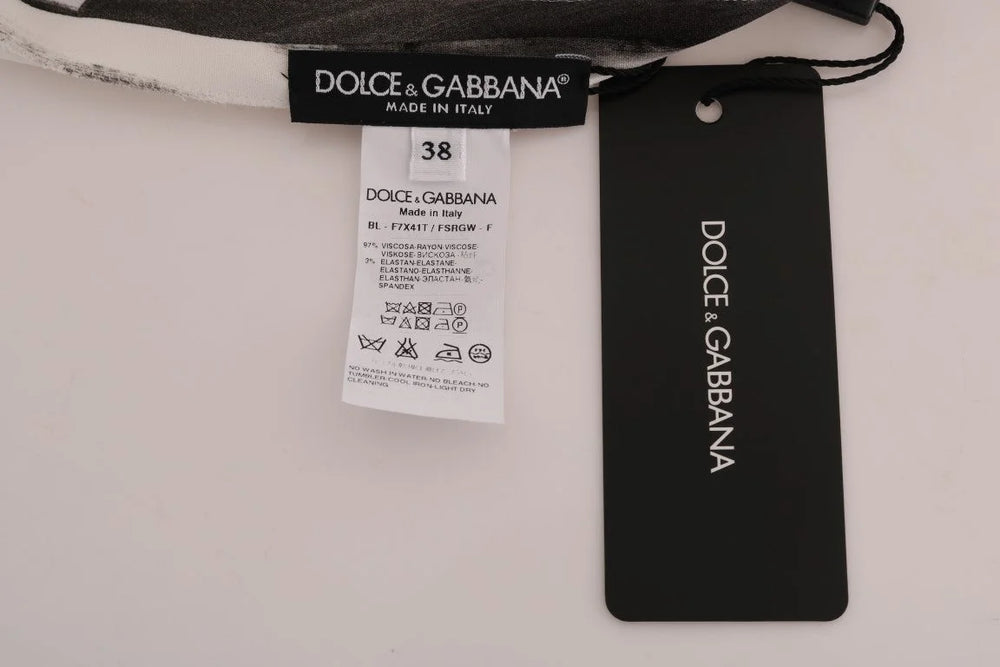 DOLCE & GABBANA®
MADE IN ITALY
38
DOLCE & GABBANA
Made in Italy
BL - F7X41T / FSRGW - F
97% VISCOSA-RAYON-VISCOSE-
VISKOSE-ВИСКОЗА-
3% ELASTAN-ELASTANE-
ELASTANO-ELASTHANNE-
ELASTHAN-ЭЛАСТАН-
SPANDEX
P
P
NO WASH IN WATER-NO BLEACH-NO
TUMBLER-COOL IRON-LIGHT DRY
CLEANING
DOLCE & GABBANA